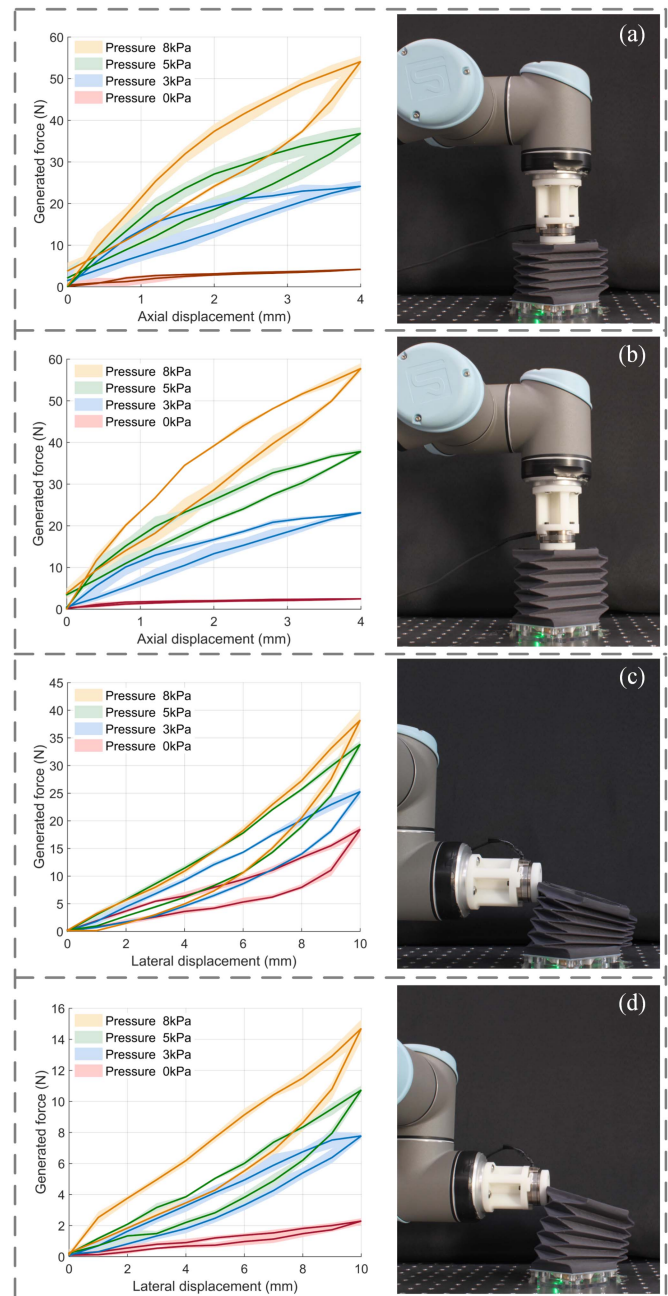 (a)
60
50
40
30
20
10
0
Generated force (N)
Pressure 8kPa
Pressure 5kPa
Pressure 3kPa
Pressure 0kPa
0 1 2 3 4
Axial displacement (mm)
(b)
60
50
40
30
20
10
0
Generated force (N)
Pressure 8kPa
Pressure 5kPa
Pressure 3kPa
Pressure 0kPa
0 1 2 3 4
Axial displacement (mm)
(c)
45
40
35
30
25
20
15
10
5
0
Generated force (N)
Pressure 8kPa
Pressure 5kPa
Pressure 3kPa
Pressure 0kPa
0 2 4 6 8 10
Lateral displacement (mm)
(d)
16
14
12
10
8
6
4
2
0
Generated force (N)
Pressure 8kPa
Pressure 5kPa
Pressure 3kPa
Pressure 0kPa
0 2 4 6 8 10
Lateral displacement (mm)